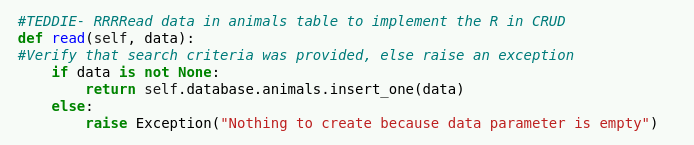 #TEDDIE- RRRRead data in animals table to implement the R in CRUD
def read(self, data):
#Verify that search criteria was provided, else raise an exception
    if data is not None:
        return self.database.animals.insert_one(data)
    else:
        raise Exception("Nothing to create because data parameter is empty")